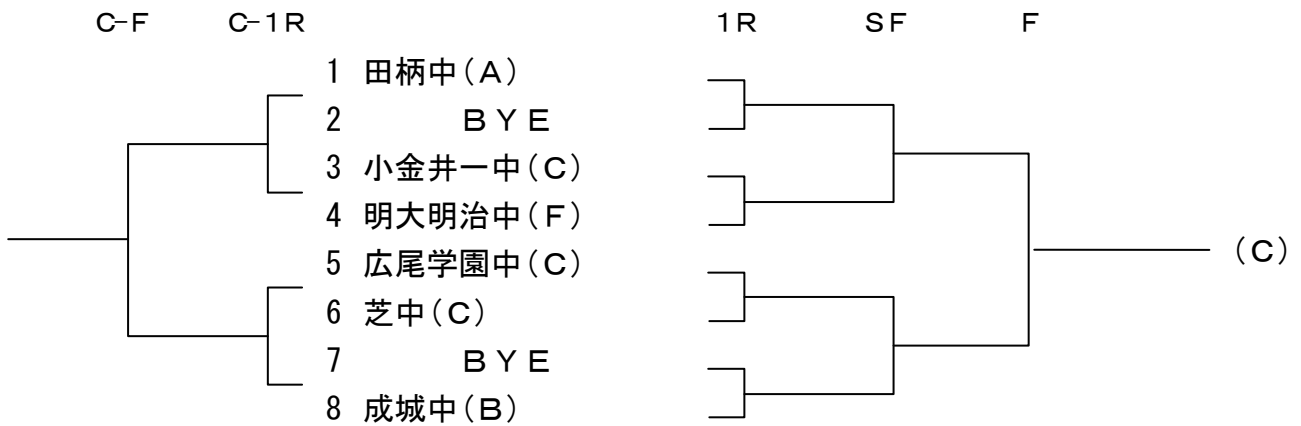 C-F C-1R 1R SF F
1 田柄中(A)
2 BYE
3 小金井一中(C)
4 明大明治中(F)
5 広尾学園中(C)
(C)
6 芝中(C)
7 BYE
8 成城中(B)